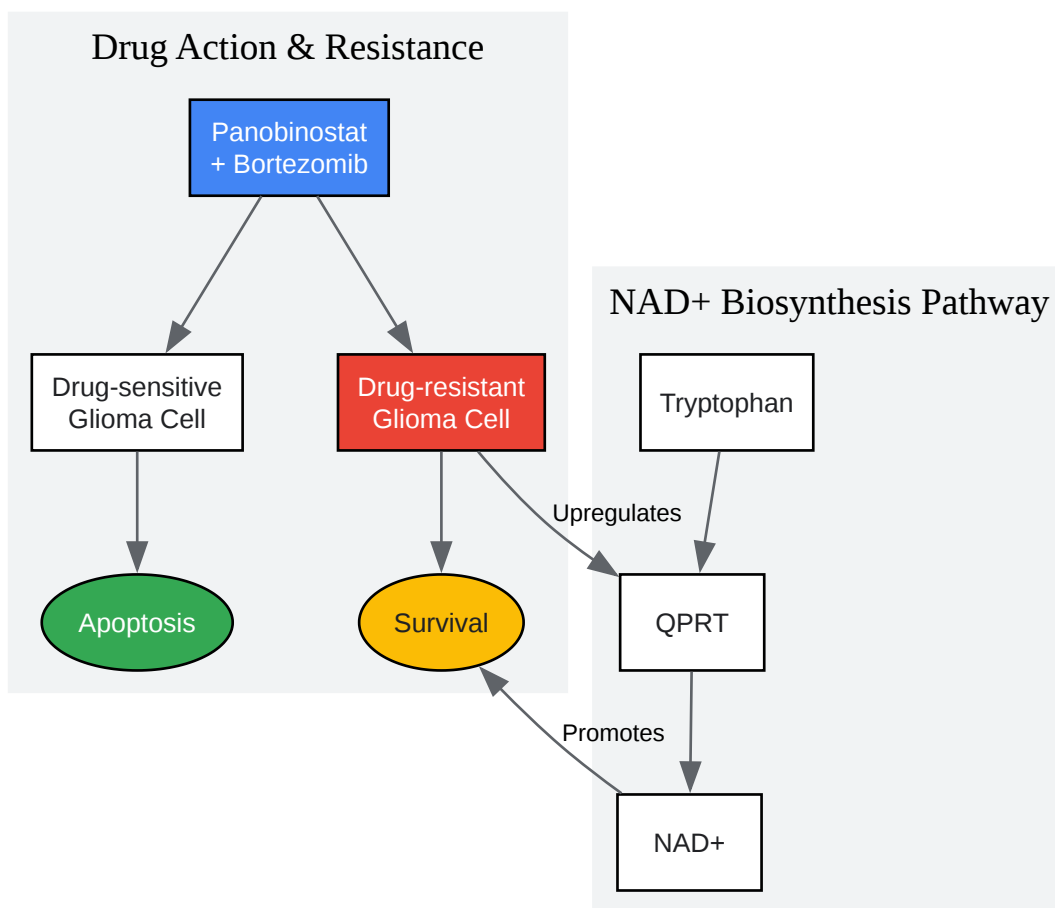 Drug Action & Resistance
Panobinostat
+ Bortezomib
NAD+ Biosynthesis Pathway
Drug-sensitive
Glioma Cell
Drug-resistant
Glioma Cell
Tryptophan
Upregulates
Apoptosis
Survival
QPRT
Promotes
NAD+